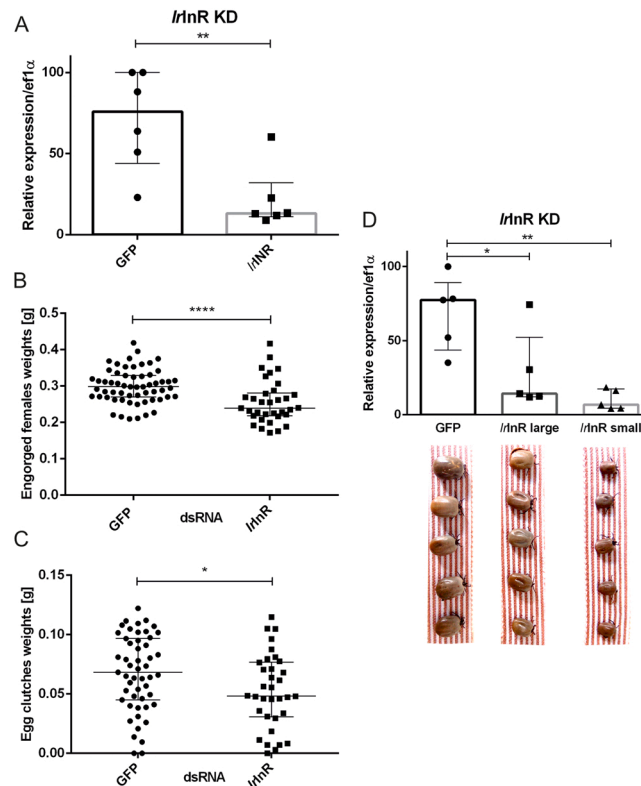 A
IrInR KD
**
Relative expression/ef1α
100
50
0
GFP
IrINR
B
Engorged females weights [g]
0.5
0.4
0.3
0.2
0.1
0.0
****
GFP
dsRNA
IrInR
C
Egg clutches weights [g]
0.15
0.10
0.05
0.00
*
GFP
dsRNA
IrInR
D
IrInR KD
**
*
Relative expression/ef1α
100
50
0
GFP
IrInR large
IrInR small